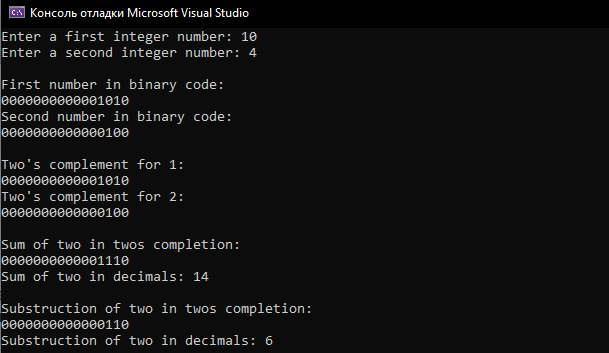 Консоль отладки Microsoft Visual Studio
Enter a first integer number: 10
Enter a second integer number: 4
First number in binary code:
0000000000001010
Second number in binary code:
0000000000000100
Two's complement for 1:
0000000000001010
Two's complement for 2:
0000000000000100
Sum of two in twos completion:
0000000000001110
Sum of two in decimals: 14
Substruction of two in twos completion:
0000000000000110
Substruction of two in decimals: 6